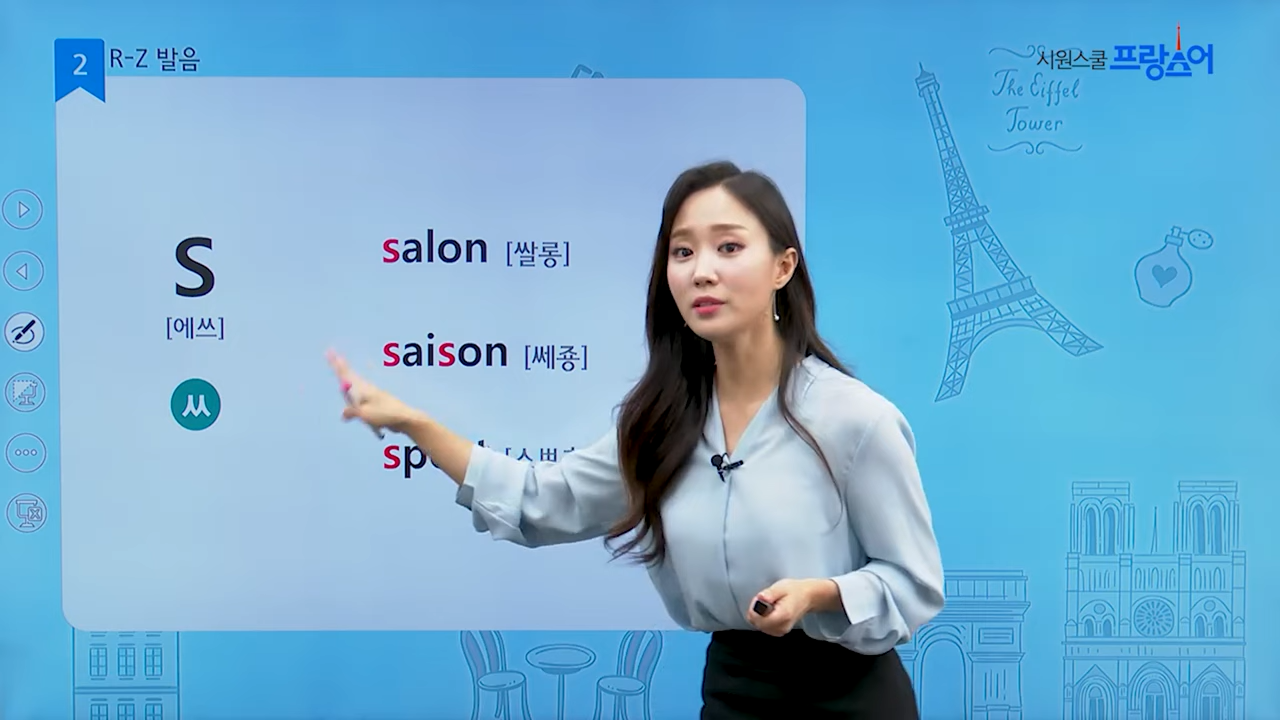 2
R-Z 발음
시원스쿨 프랑스어
The Eiffel
Tower
S
[에쓰]
ㅆ
salon [쌀롱]
saison [쎄죵]